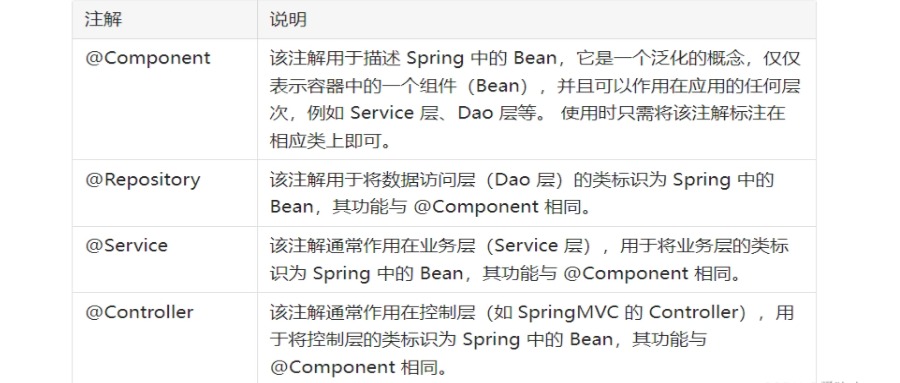 注解 说明
@Component 该注解用于描述 Spring 中的 Bean，它是一个泛化的概念，仅仅
表示容器中的一个组件（Bean），并且可以作用在应用的任何层
次，例如 Service 层、Dao 层等。 使用时只需将该注解标注在
相应类上即可。
@Repository 该注解用于将数据访问层（Dao 层）的类标识为 Spring 中的
Bean，其功能与 @Component 相同。
@Service 该注解通常作用在业务层（Service 层），用于将业务层的类标
识为 Spring 中的 Bean，其功能与 @Component 相同。
@Controller 该注解通常作用在控制层（如 SpringMVC 的 Controller），用
于将控制层的类标识为 Spring 中的 Bean，其功能与
@Component 相同。